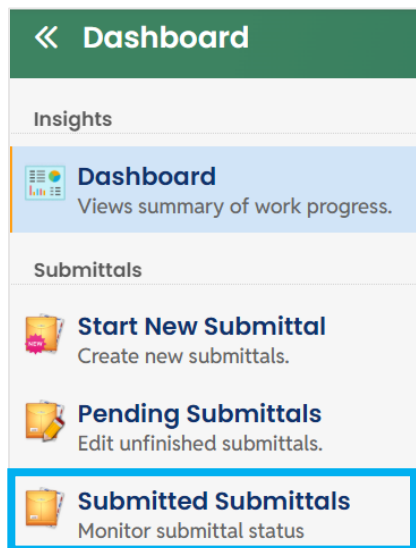 « Dashboard
Insights
Dashboard
Views summary of work progress.
Submittals
NEW
Start New Submittal
Create new submittals.
Pending Submittals
Edit unfinished submittals.
Submitted Submittals
Monitor submittal status